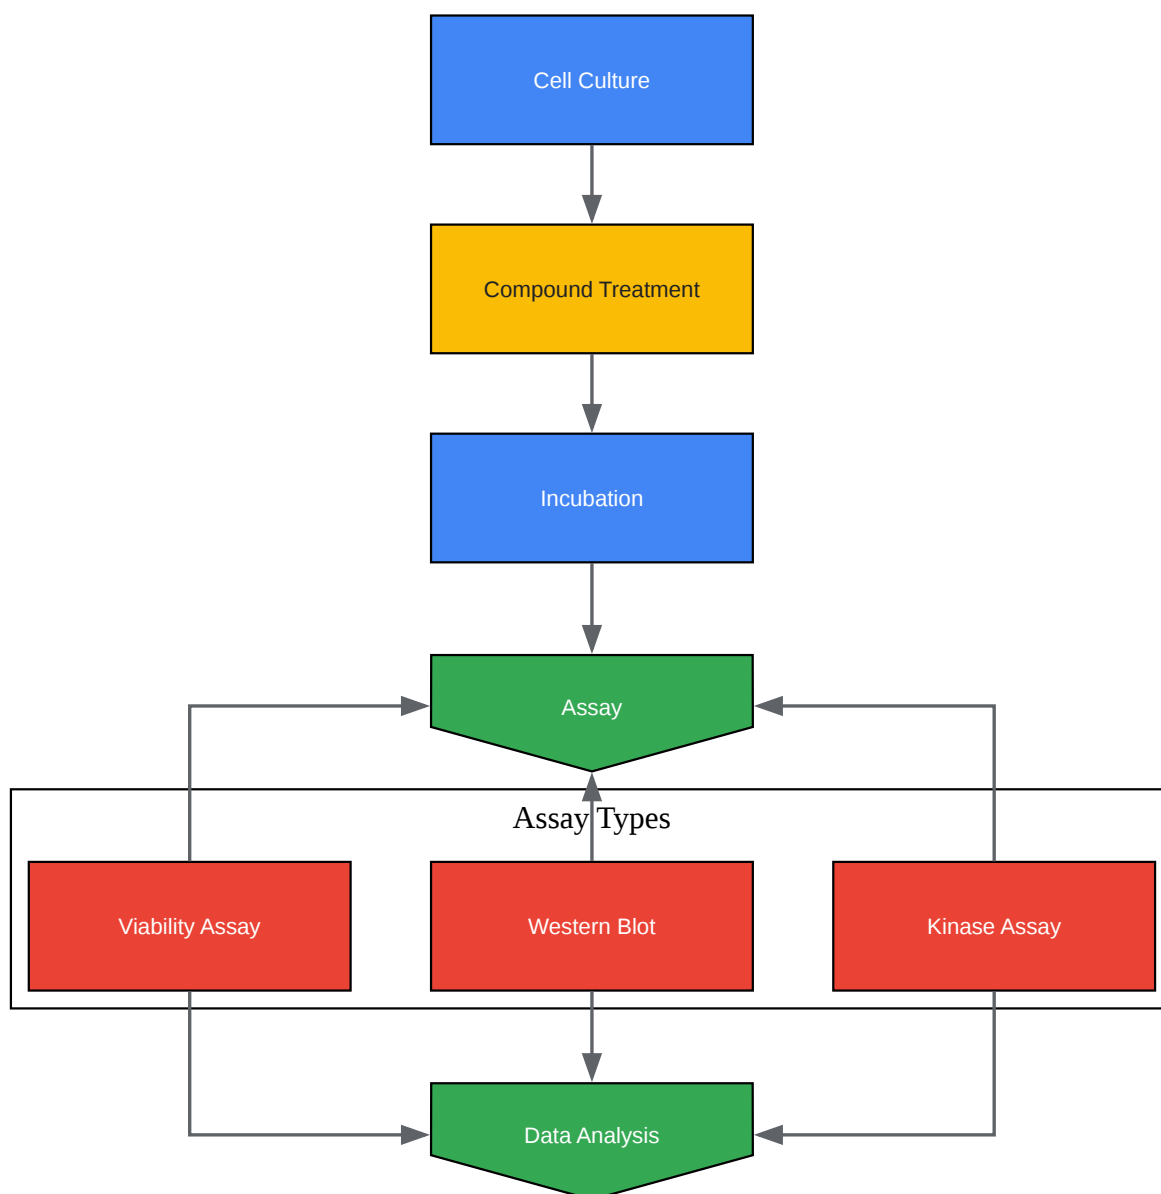 Cell Culture
Compound Treatment
Incubation
Assay
Assay Types
Viability Assay
Western Blot
Kinase Assay
Data Analysis